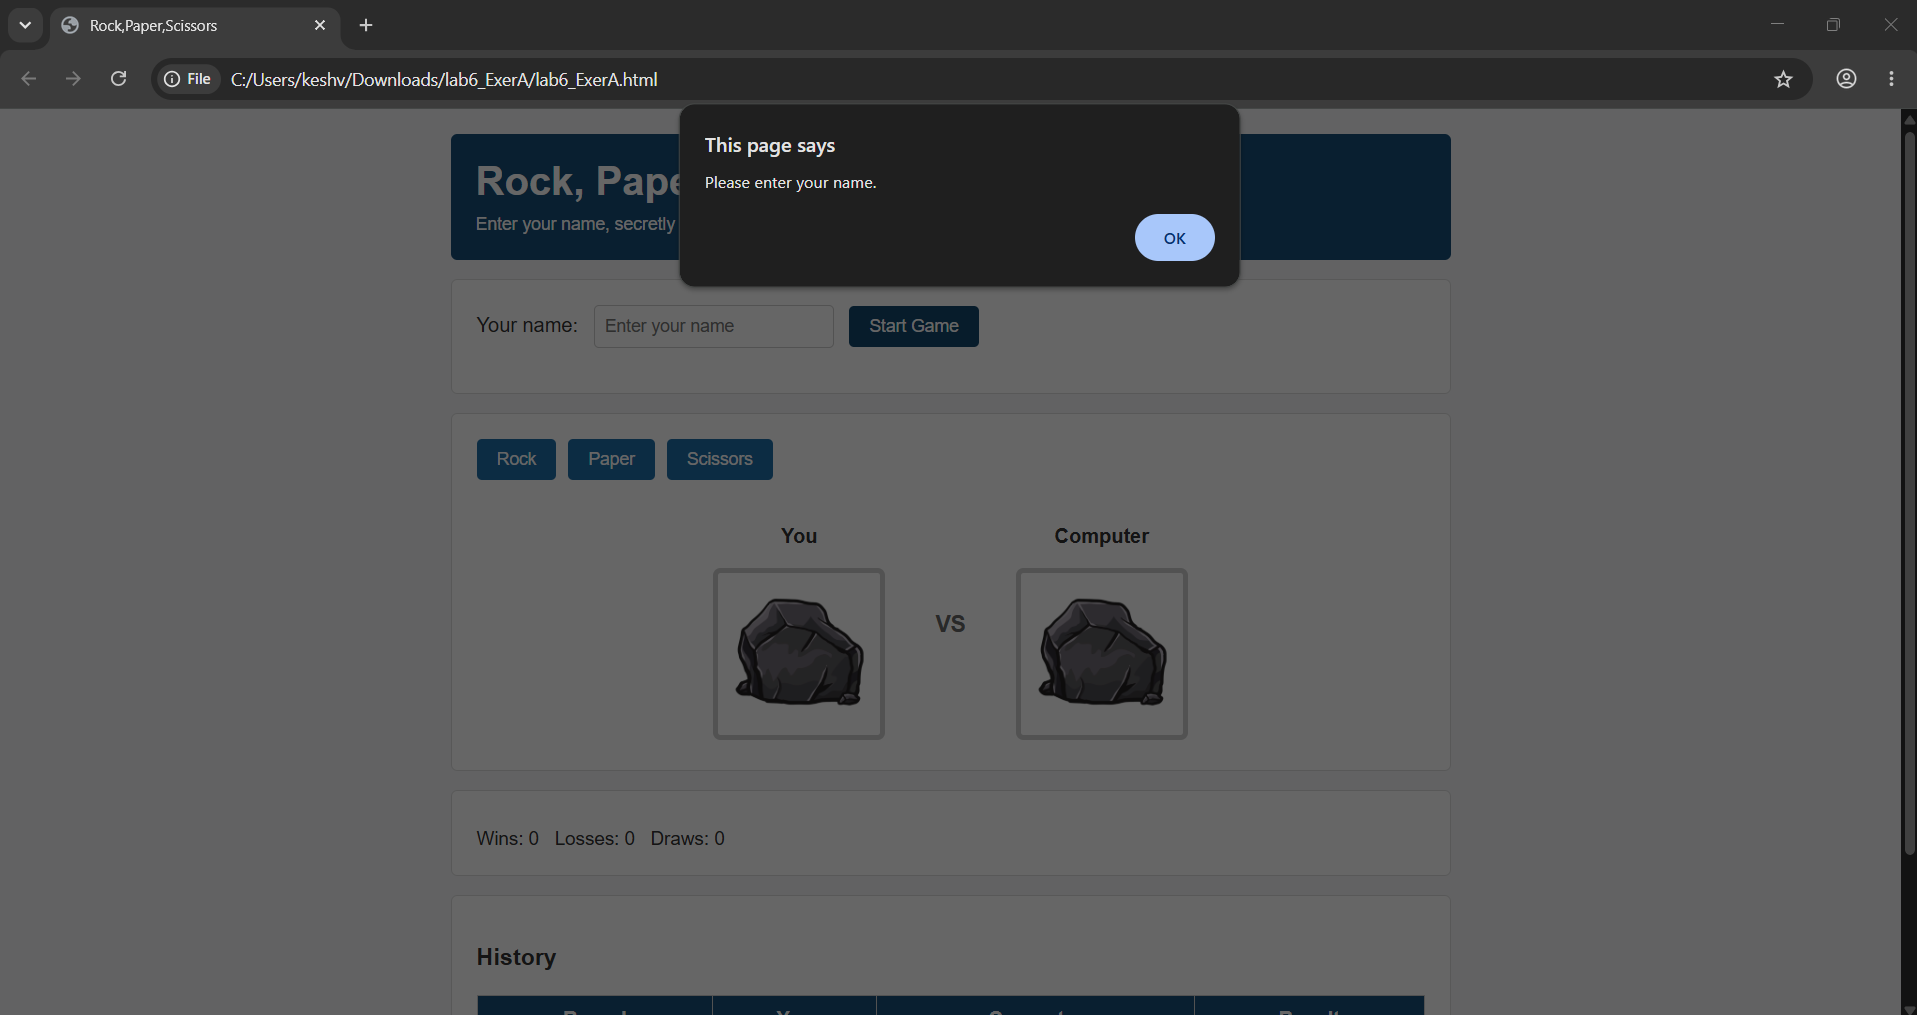 Rock,Paper,Scissors
File C:/Users/keshv/Downloads/lab6_ExerA/lab6_ExerA.html
This page says
Please enter your name.
OK
Rock,
Enter your name, secretly
Your name: Enter your name Start Game
Rock Paper Scissors
You Computer
VS
Wins: 0 Losses: 0 Draws: 0
History